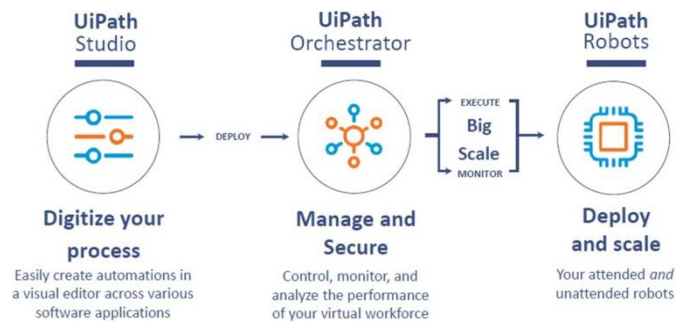 UiPath
Studio
UiPath
Orchestrator
UiPath
Robots
DEPLOY
EXECUTE
Big
Scale
MONITOR
Digitize your
process
Easily create automations in
a visual editor across various
software applications
Manage and
Secure
Control, monitor, and
analyze the performance
of your virtual workforce
Deploy
and scale
Your attended and
unattended robots